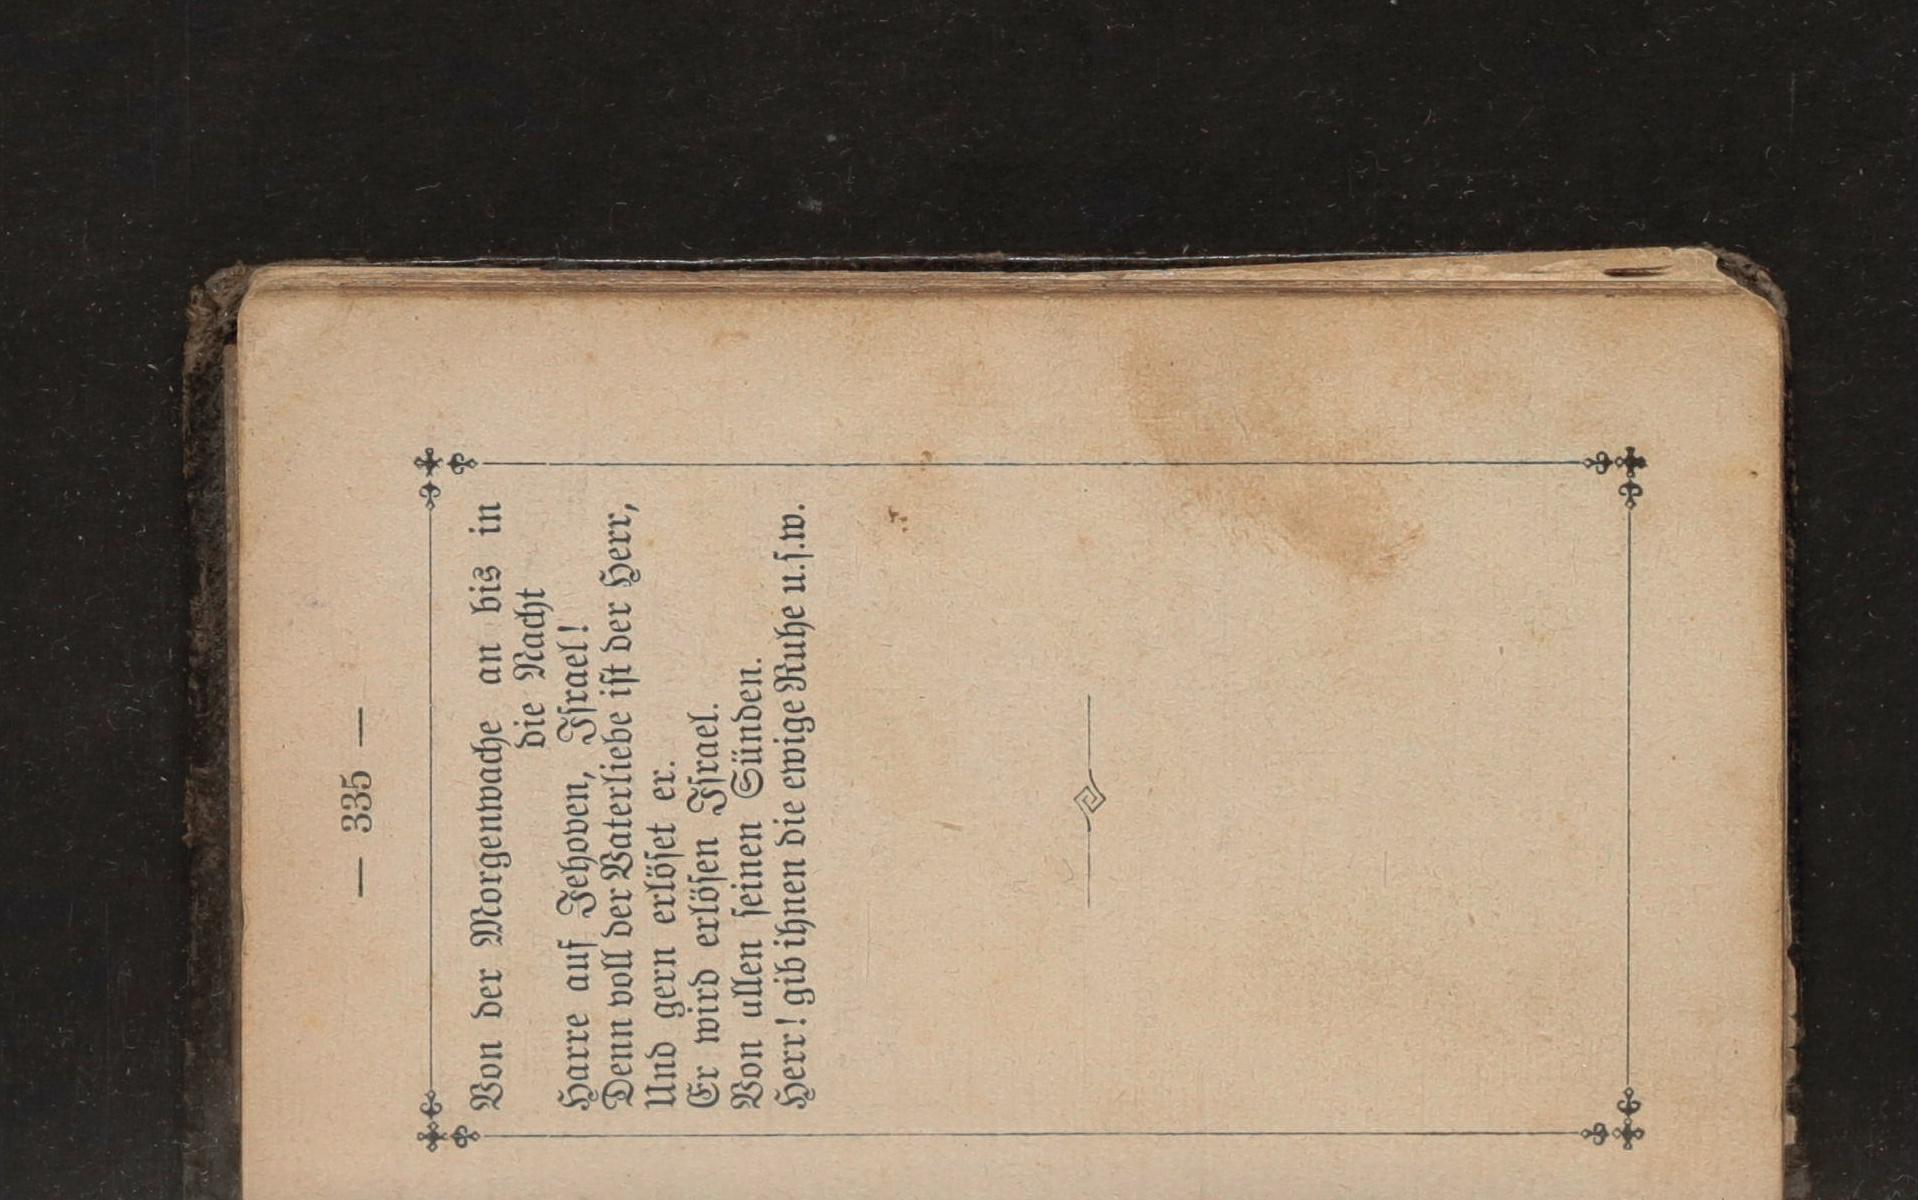 — 335 —
Von der Morgenwache an bis in
die Nacht
Harre auf Jehoven, Iſrael!
Denn voll der Vaterliebe iſt der Herr,
Und gern erlöſet er.
Er wird erlöſen Iſrael.
Von allen ſeinen Sünden.
Herr! gib ihnen die ewige Ruhe u.ſ.w.